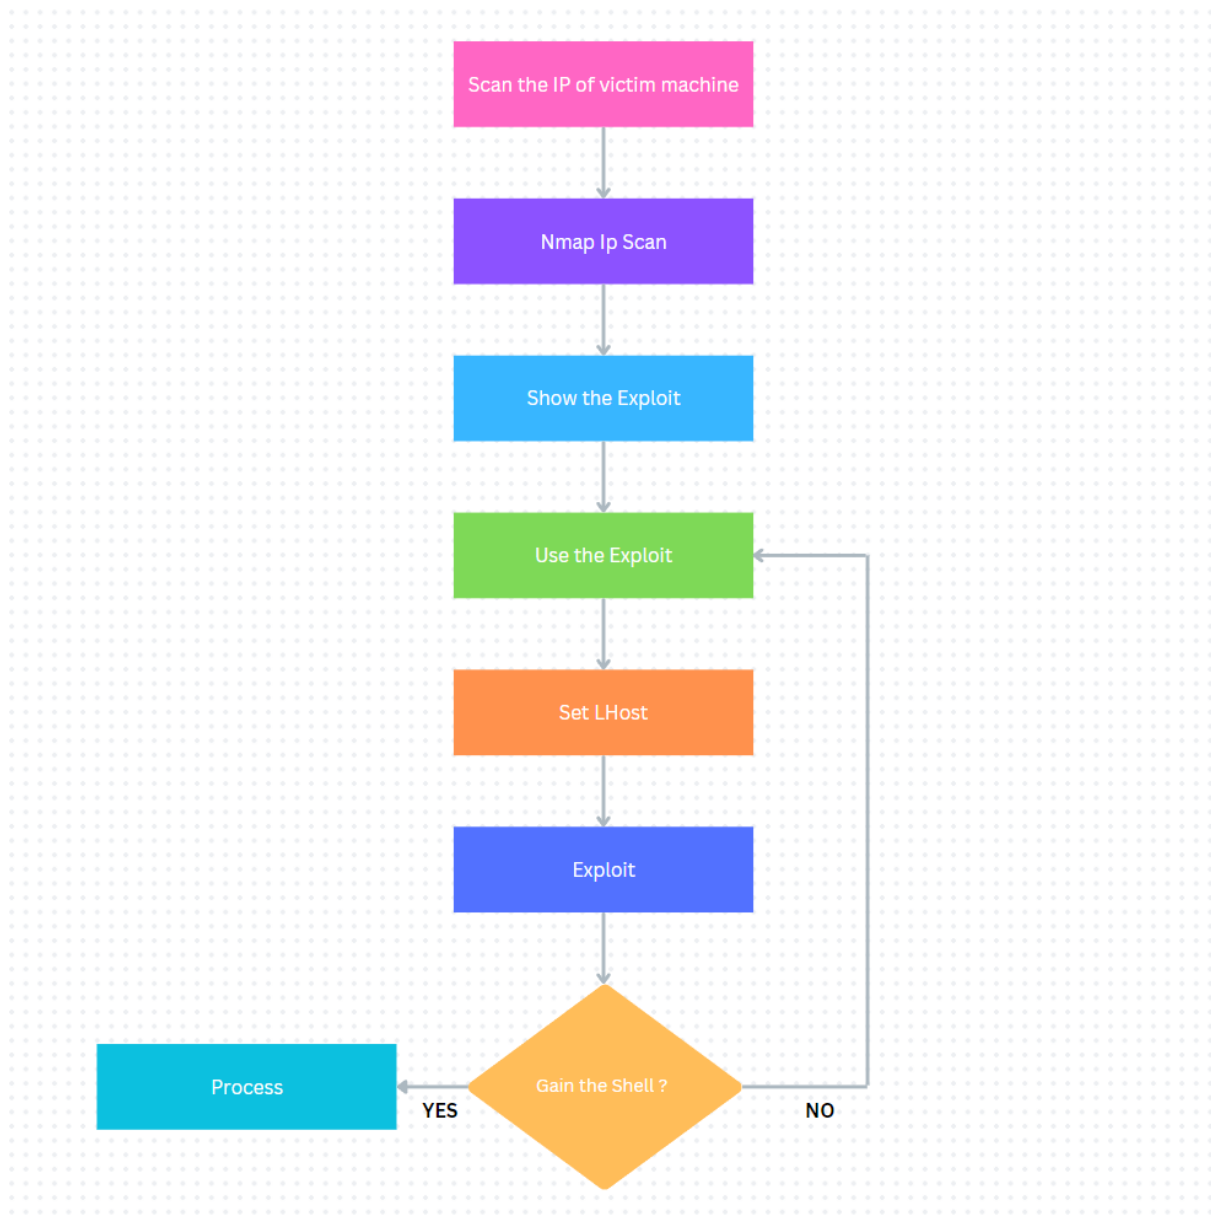 Scan the IP of victim machine
Nmap Ip Scan
Show the Exploit
Use the Exploit
Set LHost
Exploit
Gain the Shell ?
Process
YES
NO